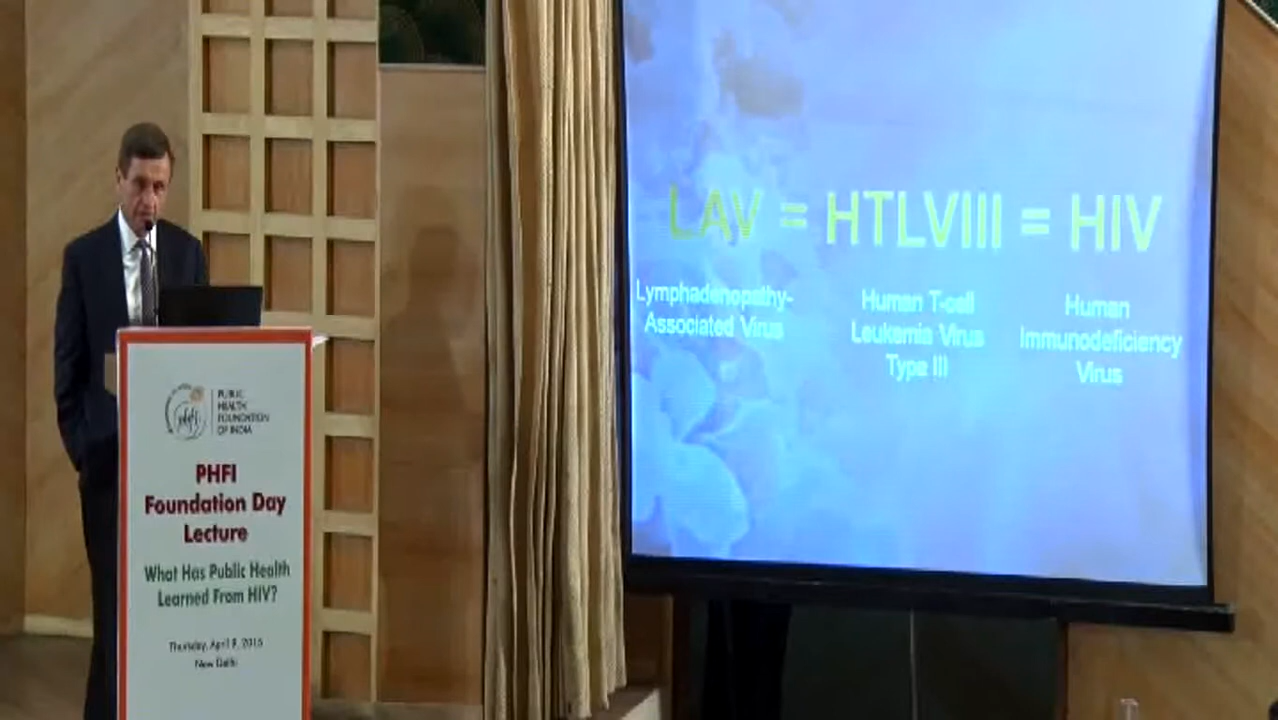 PUBLIC
HEALTH
FOUNDATION
OF INDIA
PHFI
Foundation Day
Lecture
What Has Public Health
Learned From HIV?
Thursday, April 9, 2015
New Delhi
LAV = HTLVIII = HIV
Lymphadenopathy-
Associated Virus
Human T-cell
Leukemia Virus
Type III
Human
Immunodeficiency
Virus